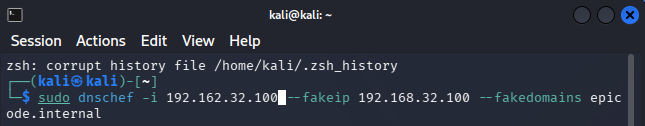 kali@kali: ~
Session Actions Edit View Help
zsh: corrupt history file /home/kali/.zsh_history
┌──(kali㉿kali)-[~]
└─$ sudo dnschef -i 192.162.32.100 --fakeip 192.168.32.100 --fakedomains epic
ode.internal